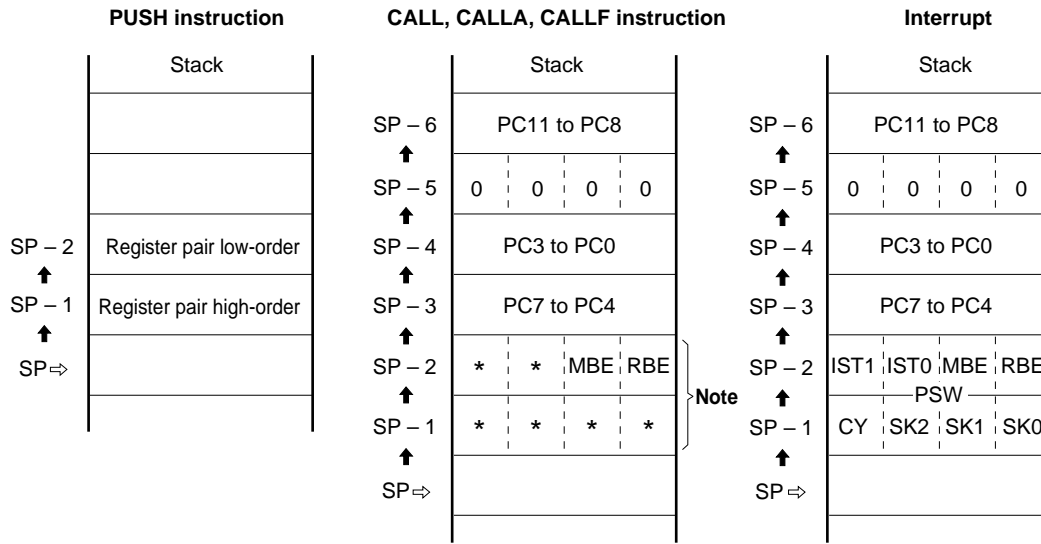 PUSH instruction
Stack
SP – 2 Register pair low-order
SP – 1 Register pair high-order
SP⇨
CALL, CALLA, CALLF instruction
Stack
SP – 6 PC11 to PC8
SP – 5 0 0 0 0
SP – 4 PC3 to PC0
SP – 3 PC7 to PC4
SP – 2 * * MBE RBE
Note
SP – 1 * * * *
SP⇨
Interrupt
Stack
SP – 6 PC11 to PC8
SP – 5 0 0 0 0
SP – 4 PC3 to PC0
SP – 3 PC7 to PC4
SP – 2 IST1 IST0 MBE RBE
PSW
SP – 1 CY SK2 SK1 SK0
SP⇨